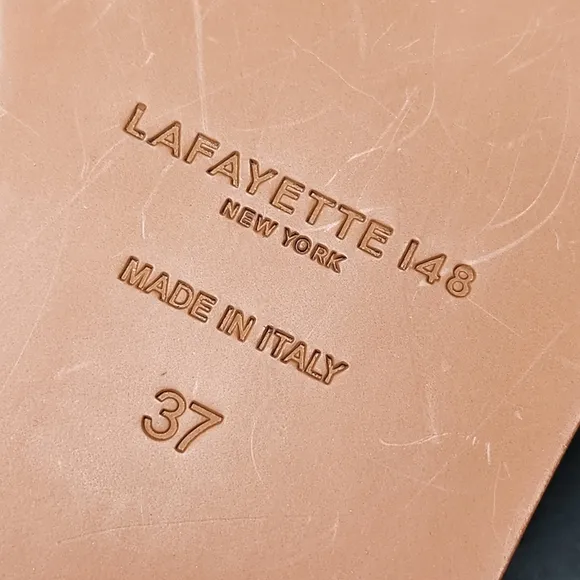 LAFAYETTE 148
NEW YORK
MADE IN ITALY
37